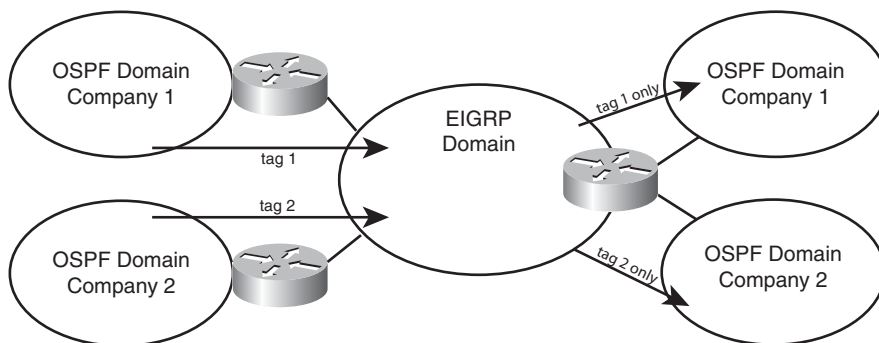 OSPF Domain
Company 1
tag 1
tag 2
OSPF Domain
Company 2
EIGRP
Domain
tag 1 only
OSPF Domain
Company 1
tag 2 only
OSPF Domain
Company 2